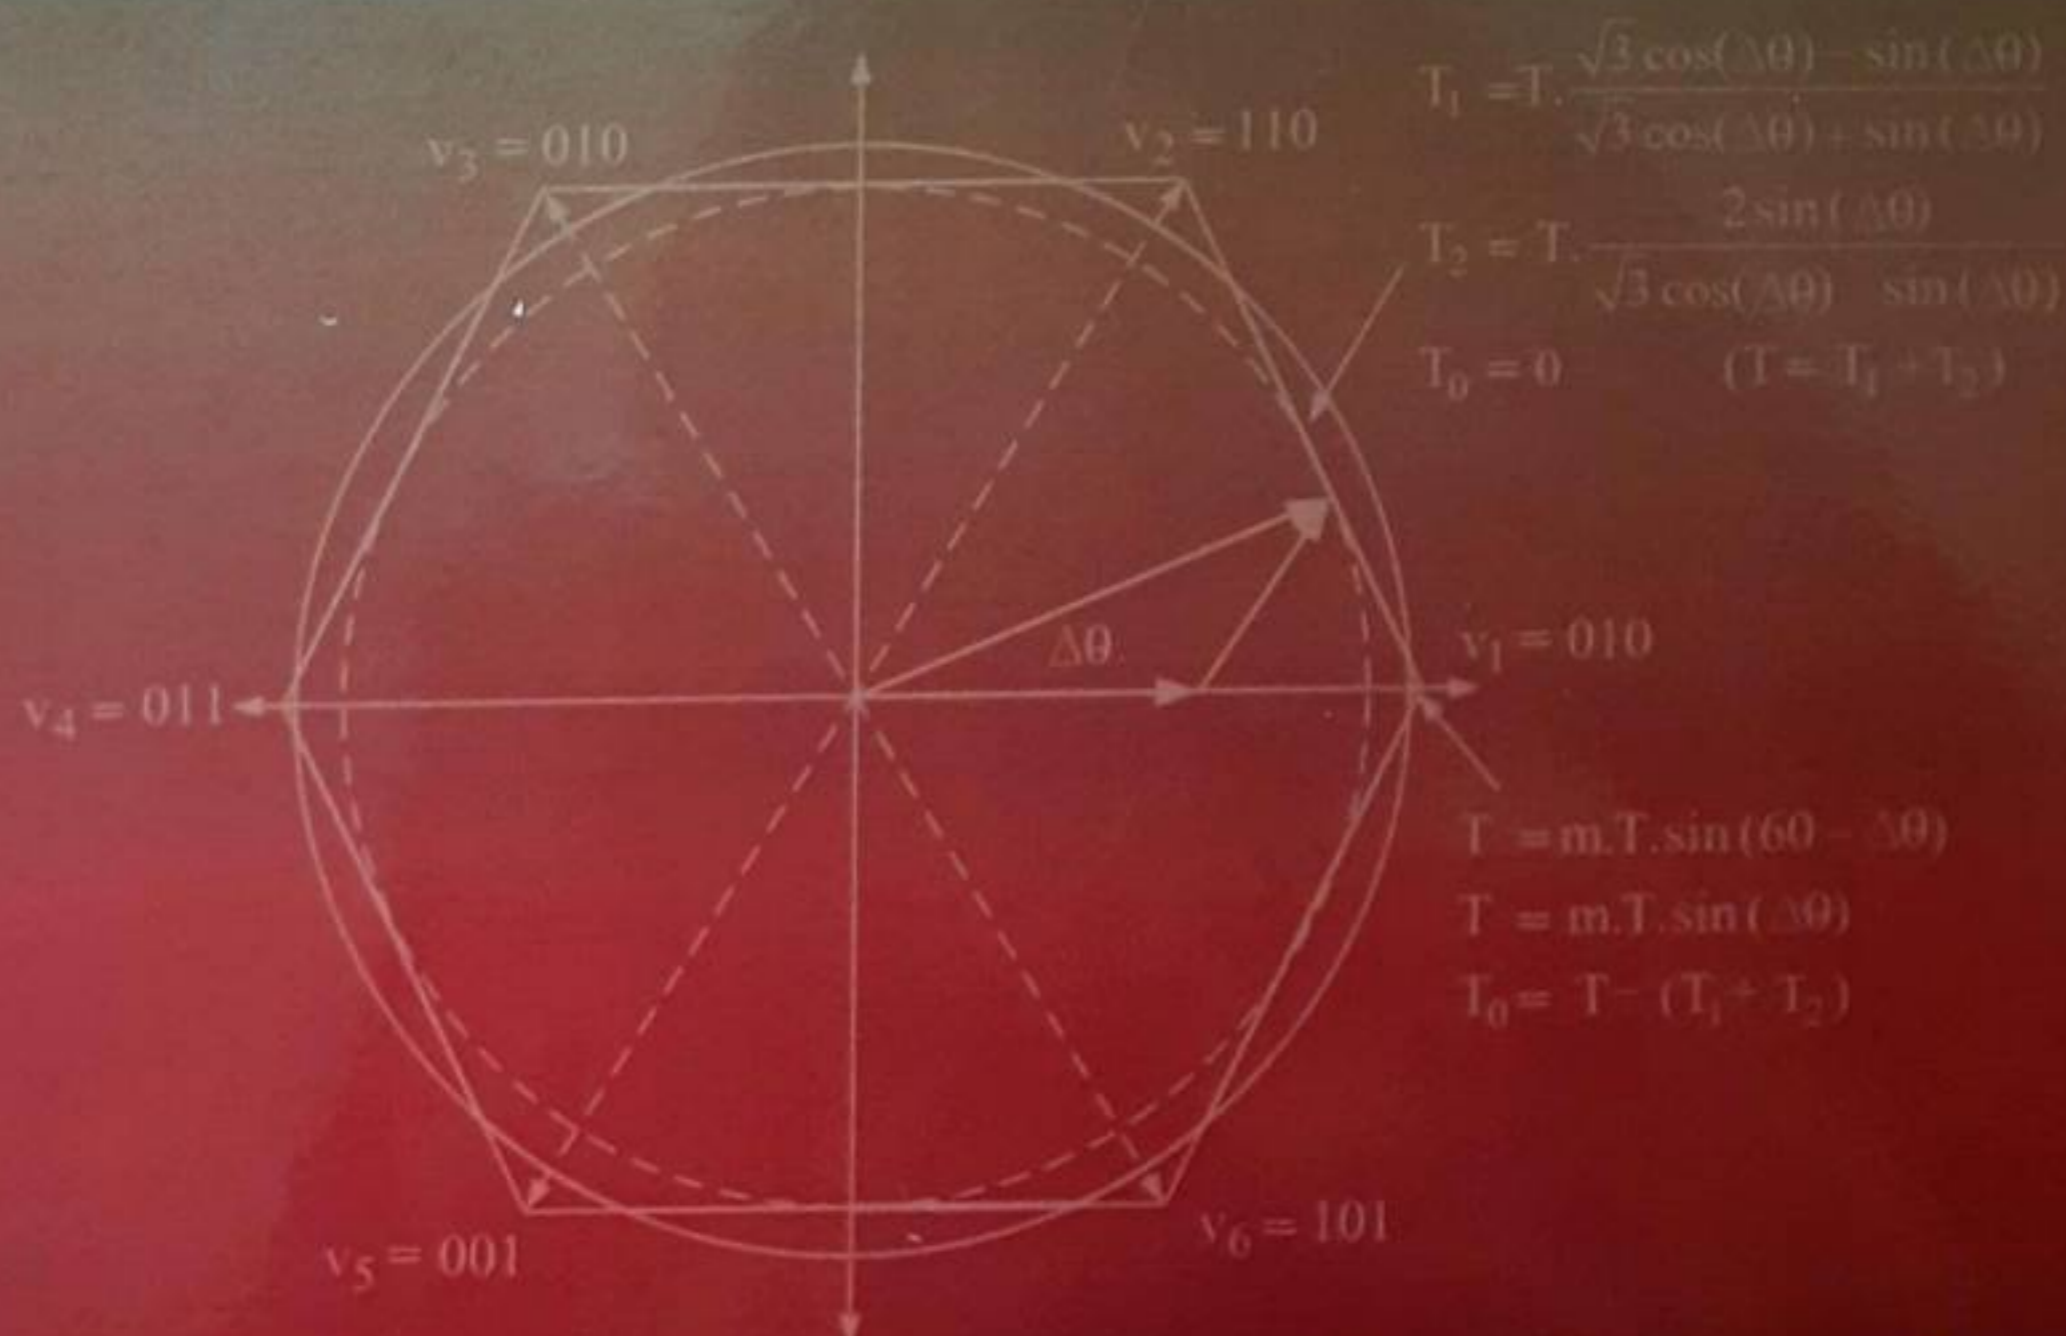 T₁ = T. √3 cos(Δθ) – sin(Δθ) / √3 cos(Δθ) + sin(Δθ)
v₃ = 010
v₂ = 110
T₂ = T. 2 sin(Δθ) / √3 cos(Δθ) sin(Δθ)
T₀ = 0 (T = T₁ + T₂)
Δθ
v₁ = 010
v₄ = 011
T = m.T.sin(60 – Δθ)
T = m.T.sin(Δθ)
T₀ = T – (T₁ + T₂)
v₅ = 001
v₆ = 101